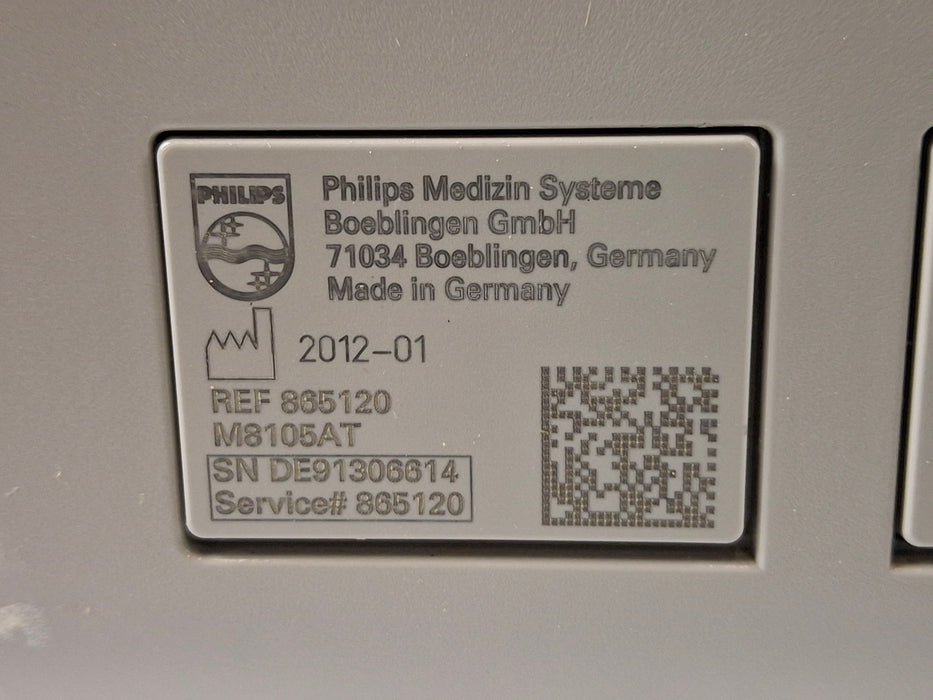 PHILIPS
Philips Medizin Systeme
Boeblingen GmbH
71034 Boeblingen, Germany
Made in Germany
2012-01
REF 865120
M8105AT
SN DE91306614
Service# 865120